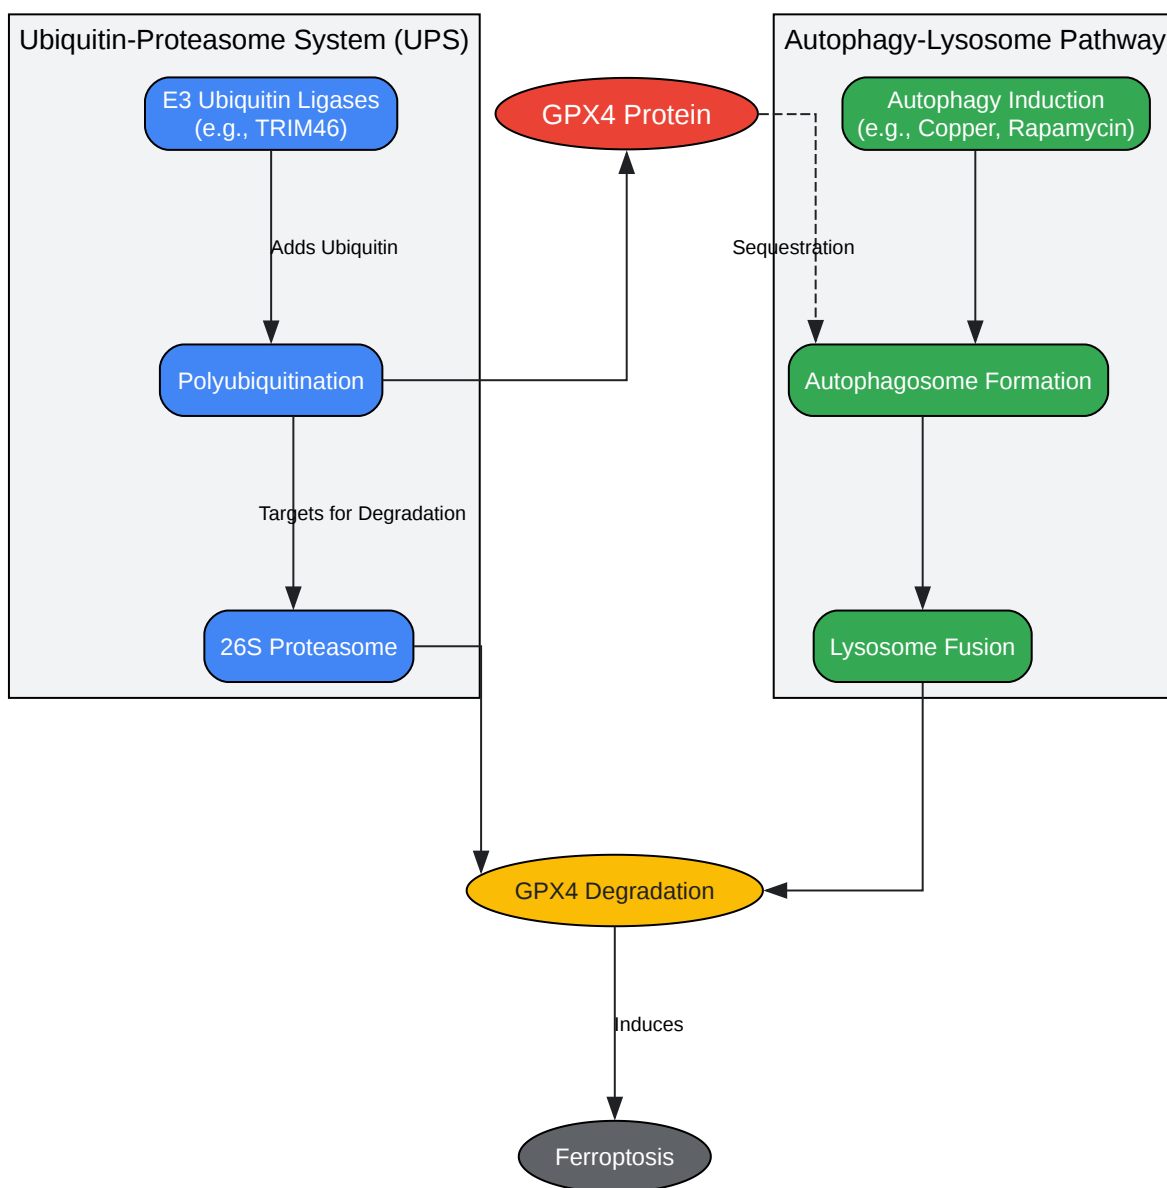 Ubiquitin-Proteasome System (UPS)
Autophagy-Lysosome Pathway
E3 Ubiquitin Ligases
(e.g., TRIM46)
GPX4 Protein
Autophagy Induction
(e.g., Copper, Rapamycin)
Adds Ubiquitin
Sequestration
Polyubiquitination
Autophagosome Formation
Targets for Degradation
26S Proteasome
Lysosome Fusion
GPX4 Degradation
Induces
Ferroptosis